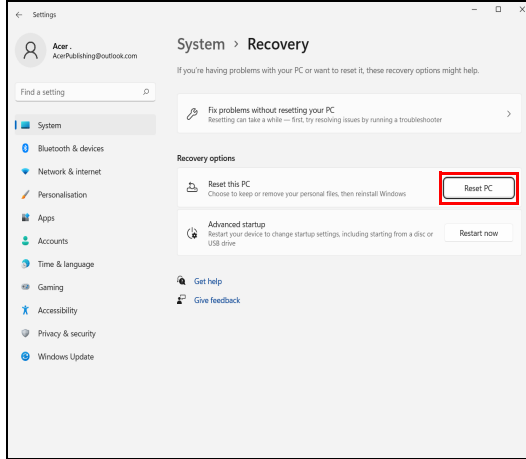 Settings
Acer .
AcerPublishing@outlook.com
Find a setting
System
Bluetooth & devices
Network & internet
Personalisation
Apps
Accounts
Time & language
Gaming
Accessibility
Privacy & security
Windows Update
System > Recovery
If you're having problems with your PC or want to reset it, these recovery options might help.
Fix problems without resetting your PC
Resetting can take a while — first, try resolving issues by running a troubleshooter
Recovery options
Reset this PC
Choose to keep or remove your personal files, then reinstall Windows
Reset PC
Advanced startup
Restart your device to change startup settings, including starting from a disc or
USB drive
Restart now
Get help
Give feedback